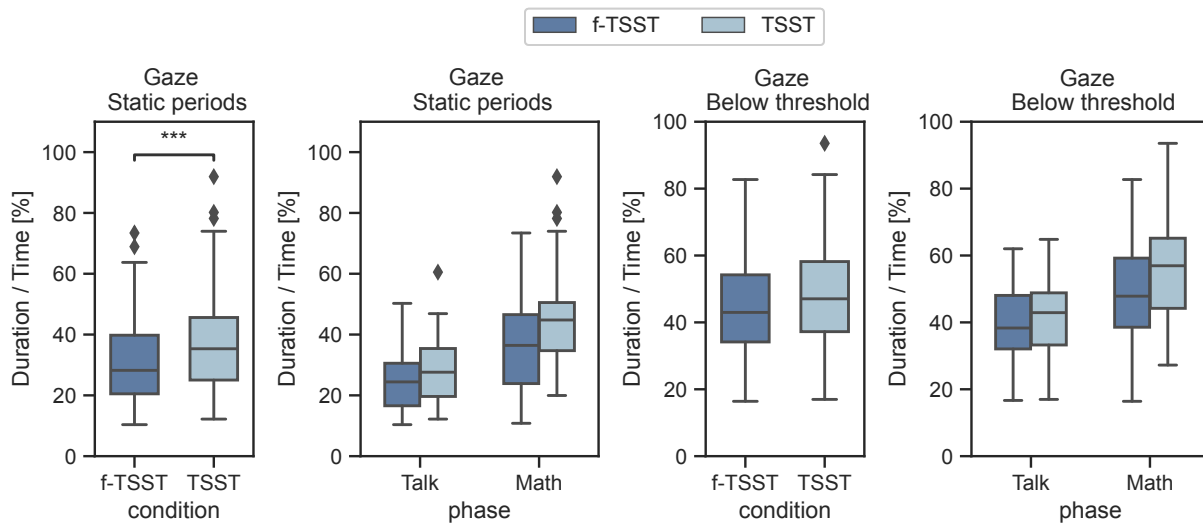 f-TSST
TSST
Gaze
Static periods
Duration / Time [%]
100
80
60
40
20
0
***
f-TSST
TSST
condition
Gaze
Static periods
Duration / Time [%]
100
80
60
40
20
0
Talk
Math
phase
Gaze
Below threshold
Duration / Time [%]
100
80
60
40
20
0
f-TSST
TSST
condition
Gaze
Below threshold
Duration / Time [%]
100
80
60
40
20
0
Talk
Math
phase